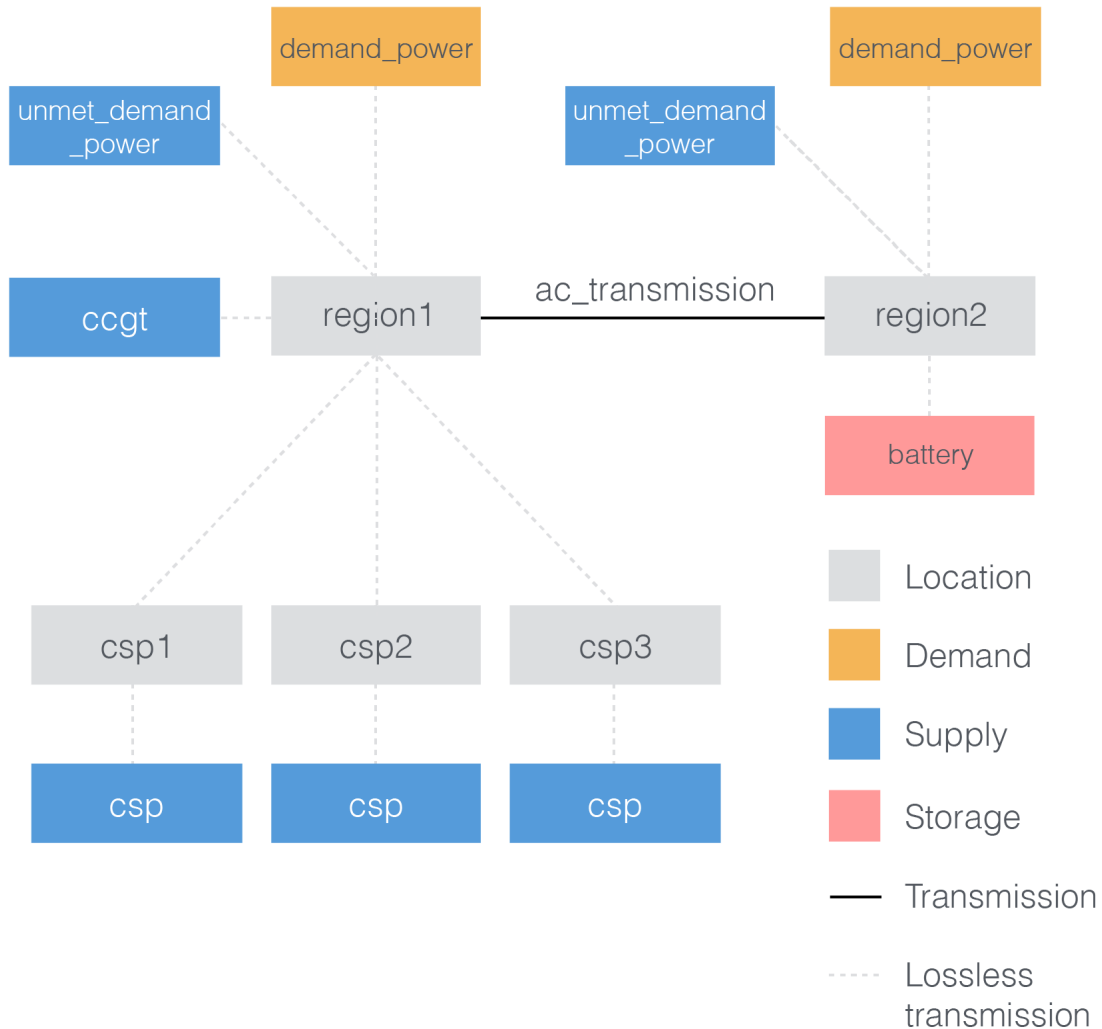 demand_power
demand_power
unmet_demand
_power
unmet_demand
_power
ac_transmission
ccgt
region1
region2
battery
Location
csp1
csp2
csp3
Demand
Supply
csp
csp
csp
Storage
Transmission
Lossless
transmission